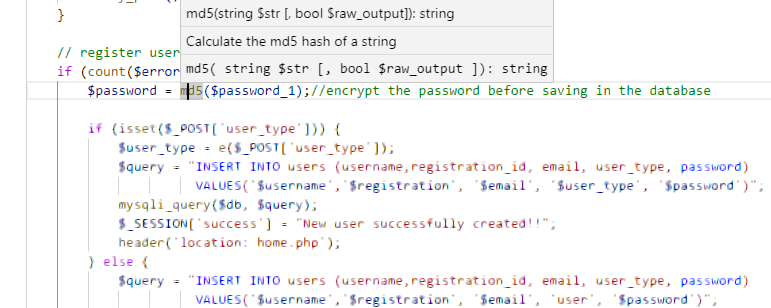 }
md5(string $str [, bool $raw_output]): string
Calculate the md5 hash of a string
// register user
md5( string $str [, bool $raw_output ]): string
if (count($error
$password = md5($password_1);//encrypt the password before saving in the database
if (isset($_POST['user_type'])) {
$user_type = e($_POST['user_type']);
$query = "INSERT INTO users (username,registration_id, email, user_type, password)
VALUES('$username','$registration', '$email', '$user_type', '$password')";
mysqli_query($db, $query);
$_SESSION['success'] = "New user successfully created!!";
header('location: home.php');
} else {
$query = "INSERT INTO users (username,registration_id, email, user_type, password)
VALUES('$username','$registration', '$email', 'user', '$password')";